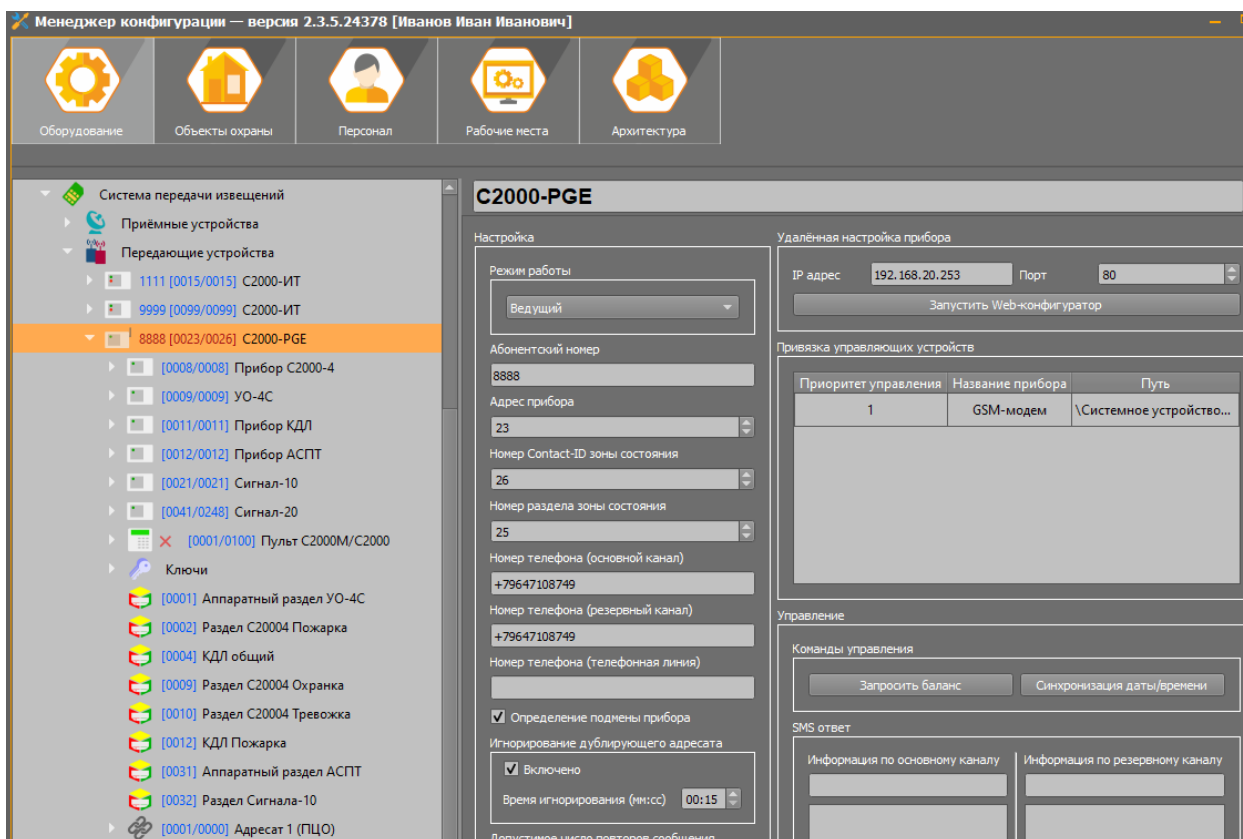 Менеджер конфигурации — версия 2.3.5.24378 [Иванов Иван Иванович]
Оборудование
Объекты охраны
Персонал
Рабочие места
Архитектура
Система передачи извещений
Приёмные устройства
Передающие устройства
1111 [0015/0015] С2000-ИТ
9999 [0099/0099] С2000-ИТ
8888 [0023/0026] С2000-PGE
[0008/0008] Прибор С2000-4
[0009/0009] УО-4С
[0011/0011] Прибор КДЛ
[0012/0012] Прибор АСПТ
[0021/0021] Сигнал-10
[0041/0248] Сигнал-20
[0001/0100] Пульт С2000М/С2000
Ключи
[0001] Аппаратный раздел УО-4С
[0002] Раздел С20004 Пожарка
[0004] КДЛ общий
[0009] Раздел С20004 Охранка
[0010] Раздел С20004 Тревожка
[0012] КДЛ Пожарка
[0031] Аппаратный раздел АСПТ
[0032] Раздел Сигнала-10
[0001/0000] Адресат 1 (ПЦО)
С2000-PGE
Настройка
Режим работы
Ведущий
Абонентский номер
8888
Адрес прибора
23
Номер Contact-ID зоны состояния
26
Номер раздела зоны состояния
25
Номер телефона (основной канал)
+79647108749
Номер телефона (резервный канал)
+79647108749
Номер телефона (телефонная линия)
Определение подмены прибора
Игнорирование дублирующего адресата
Включено
Время игнорирования (мм:сс) 00:15
Допустимое число повторов сообщения
Удалённая настройка прибора
IP адрес 192.168.20.253 Порт 80
Запустить Web-конфигуратор
Привязка управляющих устройств
Приоритет управления Название прибора Путь
1 GSM-модем \Системное устройство...
Управление
Команды управления
Запросить баланс Синхронизация даты/времени
SMS ответ
Информация по основному каналу Информация по резервному каналу